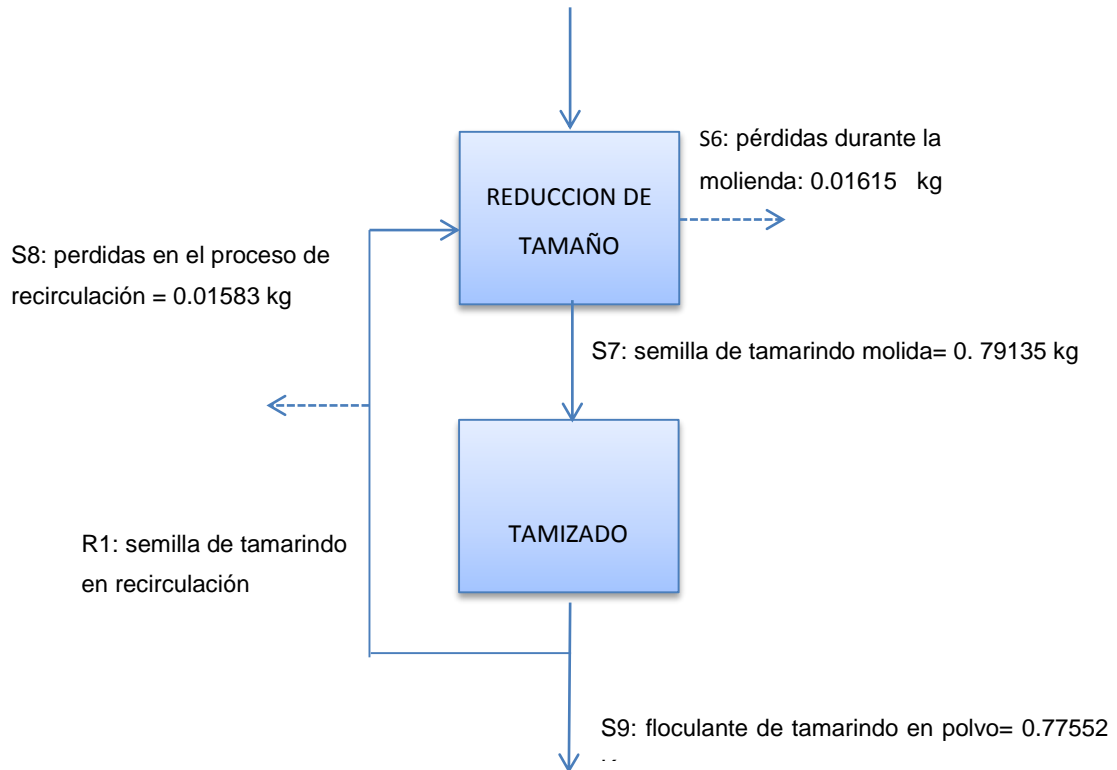 S6: pérdidas durante la
molienda: 0.01615 kg
REDUCCION DE
TAMAÑO
S8: perdidas en el proceso de
recirculación = 0.01583 kg
S7: semilla de tamarindo molida= 0. 79135 kg
TAMIZADO
R1: semilla de tamarindo
en recirculación
S9: floculante de tamarindo en polvo= 0.77552